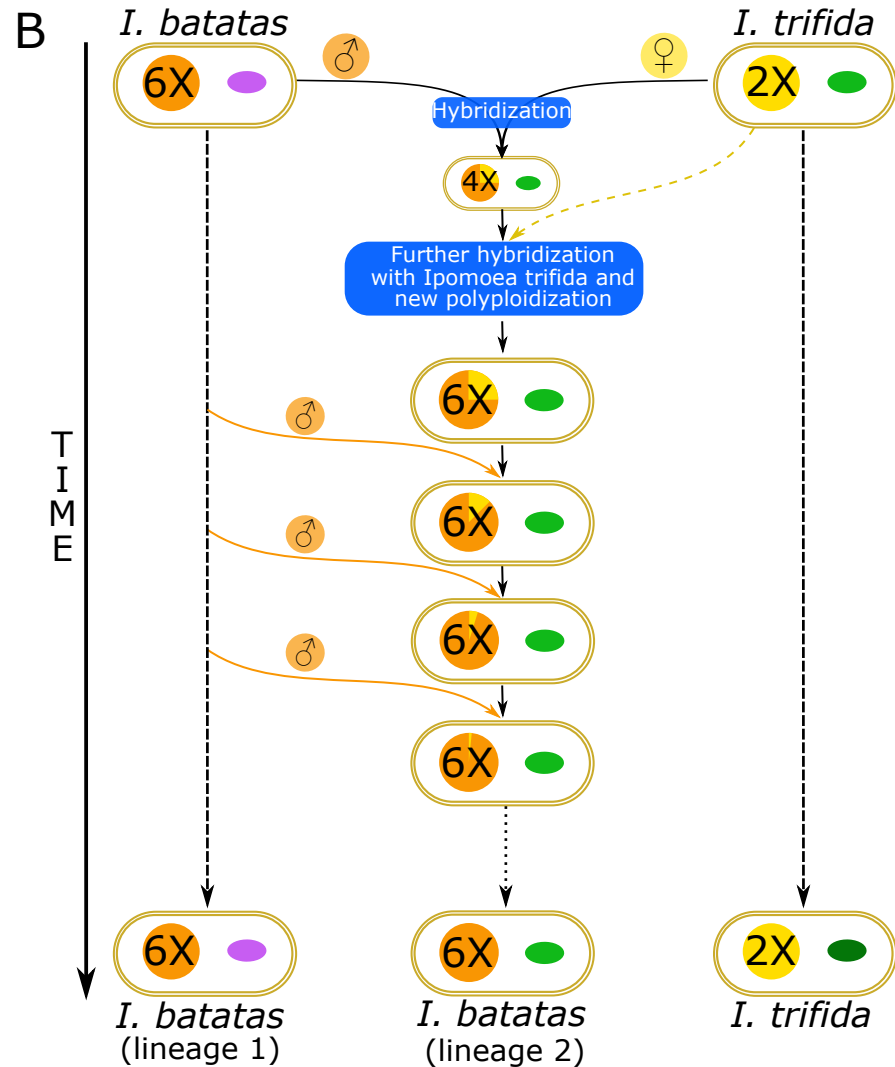 B
I. batatas
I. trifida
♂
♀
6X
2X
Hybridization
4X
Further hybridization
with Ipomoea trifida and
new polyploidization
6X
♂
6X
♂
6X
♂
6X
TIME
6X
6X
2X
I. batatas
(lineage 1)
I. batatas
(lineage 2)
I. trifida